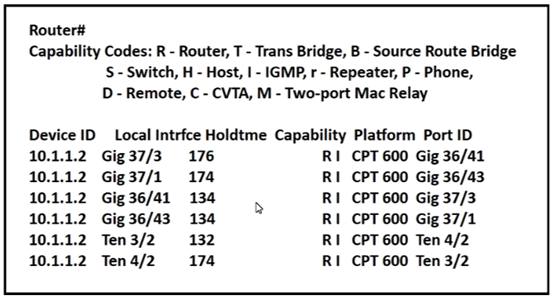 Router#
Capability Codes: R - Router, T - Trans Bridge, B - Source Route Bridge
S - Switch, H - Host, I - IGMP, r - Repeater, P - Phone,
D - Remote, C - CVTA, M - Two-port Mac Relay
Device ID Local Intrfce Holdtme Capability Platform Port ID
10.1.1.2 Gig 37/3 176 R I CPT 600 Gig 36/41
10.1.1.2 Gig 37/1 174 R I CPT 600 Gig 36/43
10.1.1.2 Gig 36/41 134 R I CPT 600 Gig 37/3
10.1.1.2 Gig 36/43 134 R I CPT 600 Gig 37/1
10.1.1.2 Ten 3/2 132 R I CPT 600 Ten 4/2
10.1.1.2 Ten 4/2 174 R I CPT 600 Ten 3/2